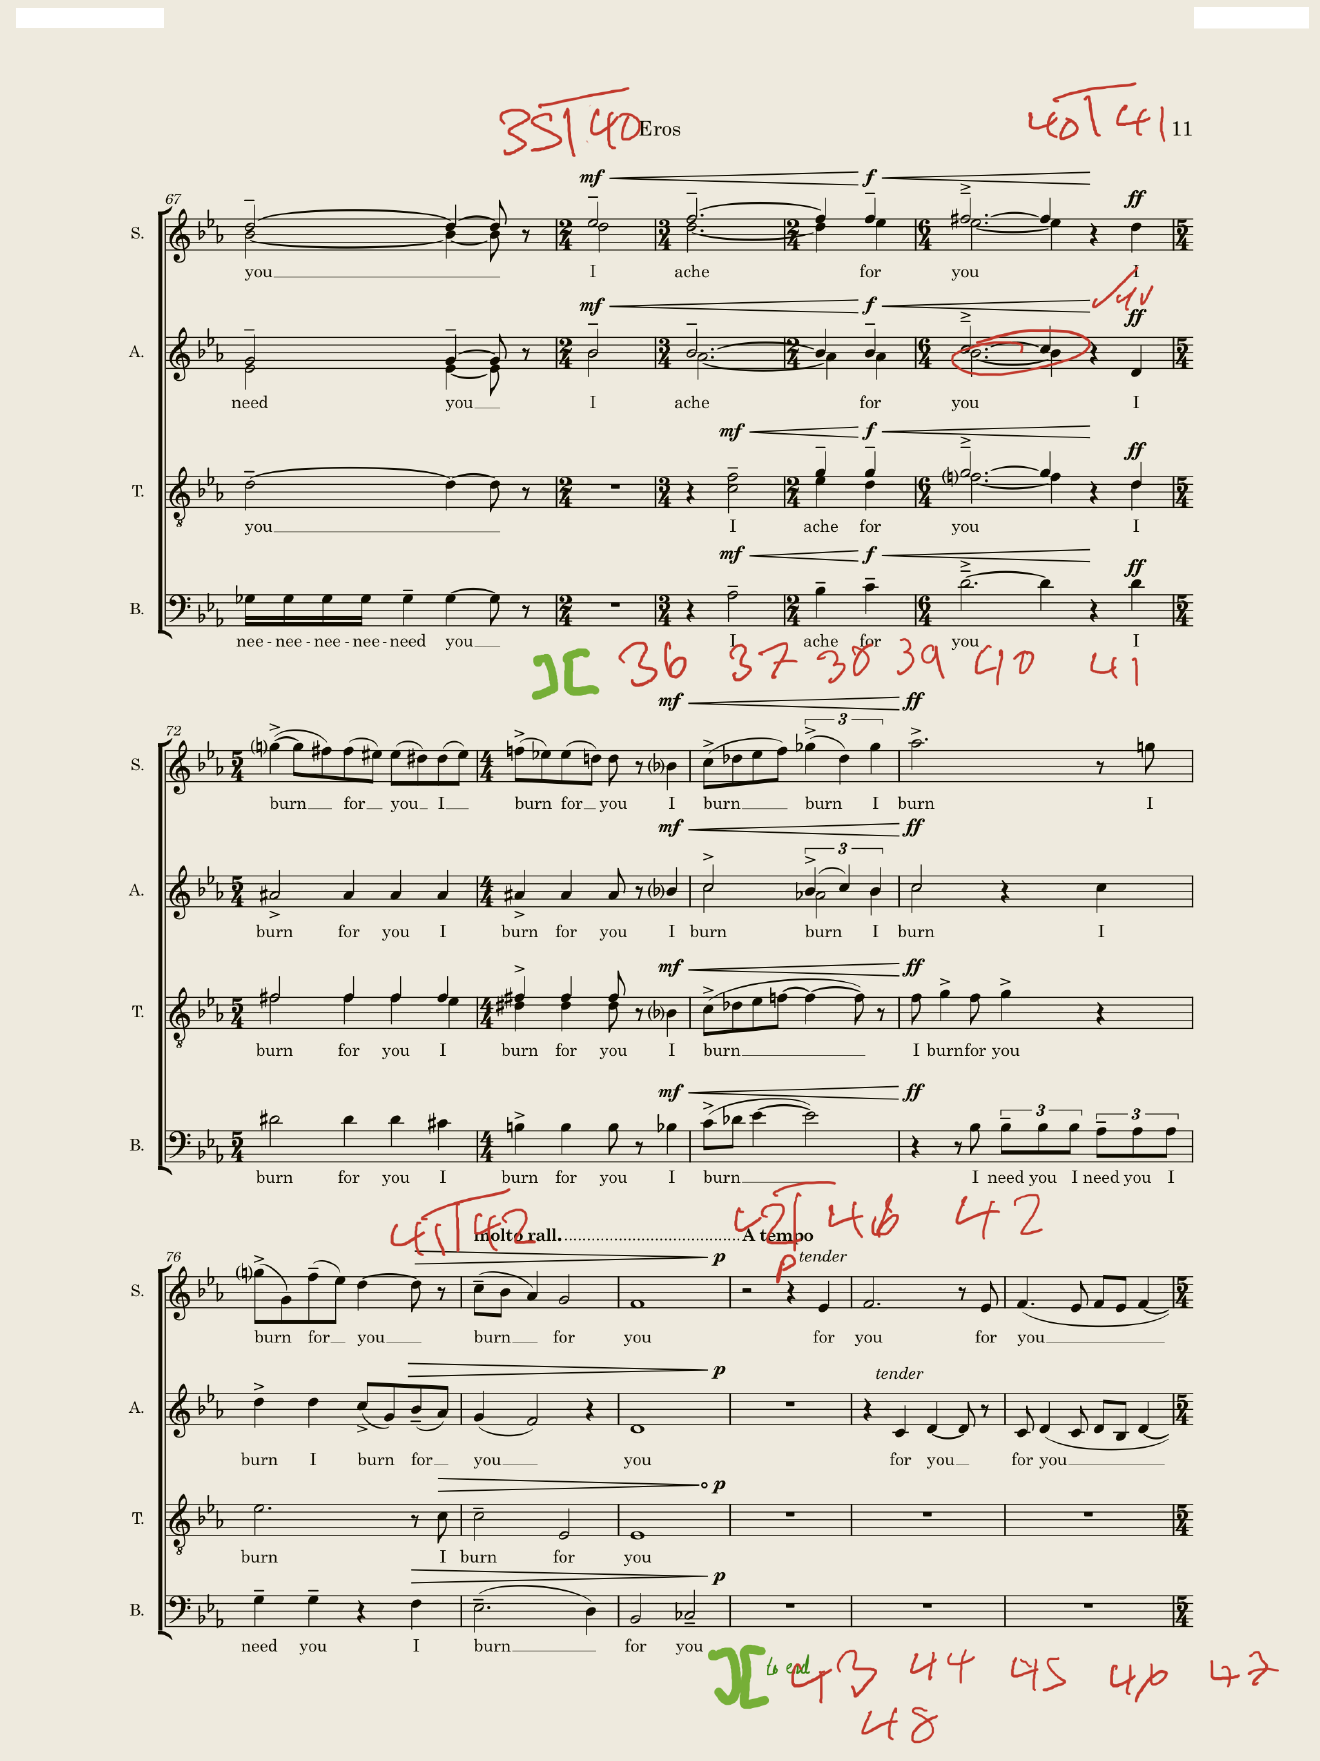 35 40 Eros 40 41 11
mf f ff
67
S.
you I ache for you I
mf f ff
A.
need you I ache for you I
mf f ff
T.
you I ache for you I
mf f ff
B.
nee - nee - nee - nee - need you I ache for you I
36 37 38 39 40 41
mf ff
72 3
S.
burn for you I burn for you I burn burn I burn I
mf ff
3
A.
burn for you I burn for you I burn burn I burn I
mf ff
T.
burn for you I burn for you I burn I burn for you
mf ff
3 3
B.
burn for you I burn for you I burn I need you I need you I
41 42 42 46 42
molto rall. A tempo
76 p p tender
S.
burn for you burn for you for you for you
p tender
A.
burn I burn for you you for you for you
p
T.
burn I burn for you
p
B.
need you I burn for you
to end 43 44 45 46 47
48